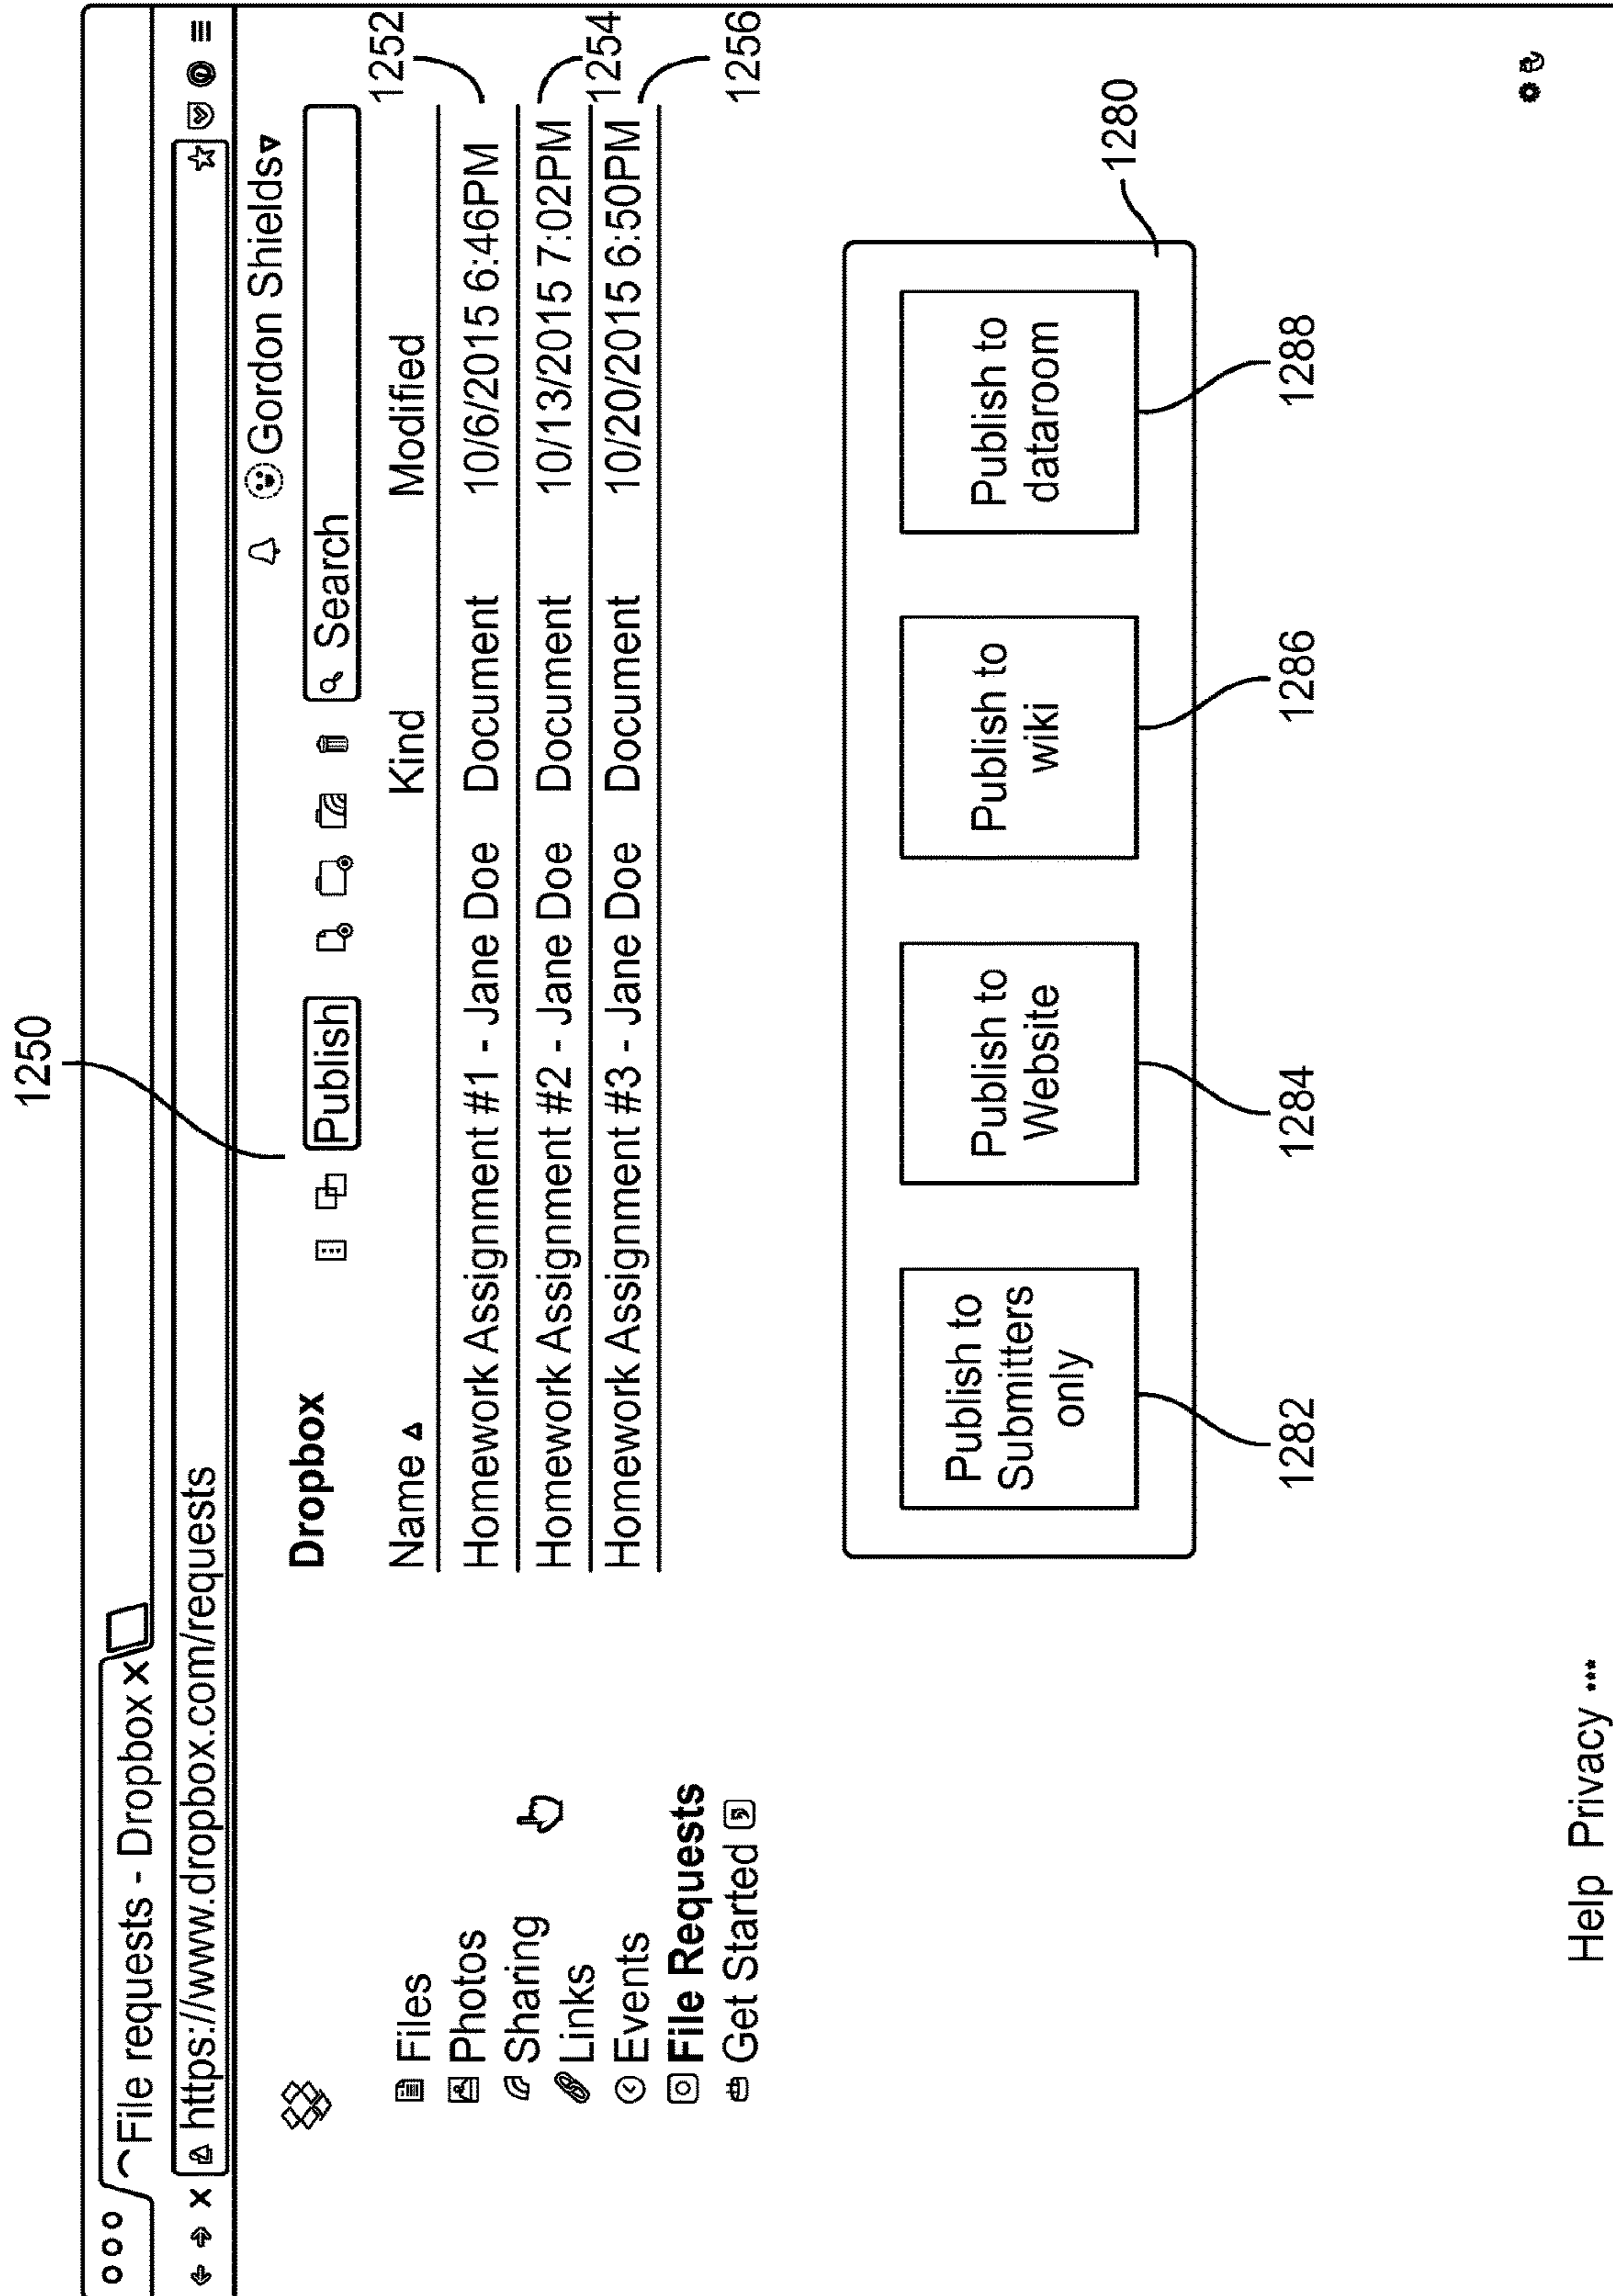 1250
File requests - Dropbox X
https://www.dropbox.com/requests
Gordon Shields
Dropbox
Publish
Search
Files
Photos
Sharing
Links
Events
File Requests
Get Started
Name Kind Modified
Homework Assignment #1 - Jane Doe Document 10/6/2015 6:46PM
1252
Homework Assignment #2 - Jane Doe Document 10/13/2015 7:02PM
1254
Homework Assignment #3 - Jane Doe Document 10/20/2015 6:50PM
1256
1280
Publish to
Submitters
only
1282
Publish to
Website
1284
Publish to
wiki
1286
Publish to
dataroom
1288
Help Privacy